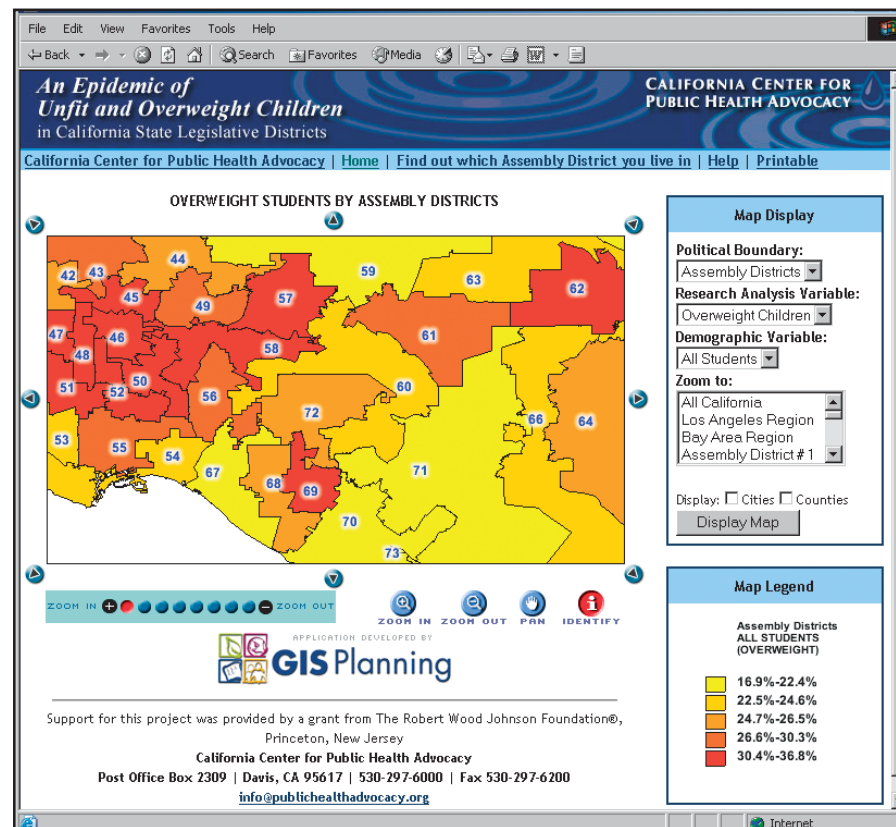 File Edit View Favorites Tools Help
Back Search Favorites Media
An Epidemic of
Unfit and Overweight Children
in California State Legislative Districts
CALIFORNIA CENTER FOR
PUBLIC HEALTH ADVOCACY
California Center for Public Health Advocacy | Home | Find out which Assembly District you live in | Help | Printable
OVERWEIGHT STUDENTS BY ASSEMBLY DISTRICTS
44
42 43
59
63
45
49
57
62
47
46
48
58
61
51
52
50
56
60
72
53
55
54
67
68
69
71
66
64
70
73
ZOOM IN ZOOM OUT
ZOOM IN ZOOM OUT PAN IDENTIFY
APPLICATION DEVELOPED BY
GIS Planning
Support for this project was provided by a grant from The Robert Wood Johnson Foundation®,
Princeton, New Jersey
California Center for Public Health Advocacy
Post Office Box 2309 | Davis, CA 95617 | 530-297-6000 | Fax 530-297-6200
info@publichealthadvocacy.org
Map Display
Political Boundary:
Assembly Districts
Research Analysis Variable:
Overweight Children
Demographic Variable:
All Students
Zoom to:
All California
Los Angeles Region
Bay Area Region
Assembly District # 1
Display: Cities Counties
Display Map
Map Legend
Assembly Districts
ALL STUDENTS
(OVERWEIGHT)
16.9%-22.4%
22.5%-24.6%
24.7%-26.5%
26.6%-30.3%
30.4%-36.8%
Internet